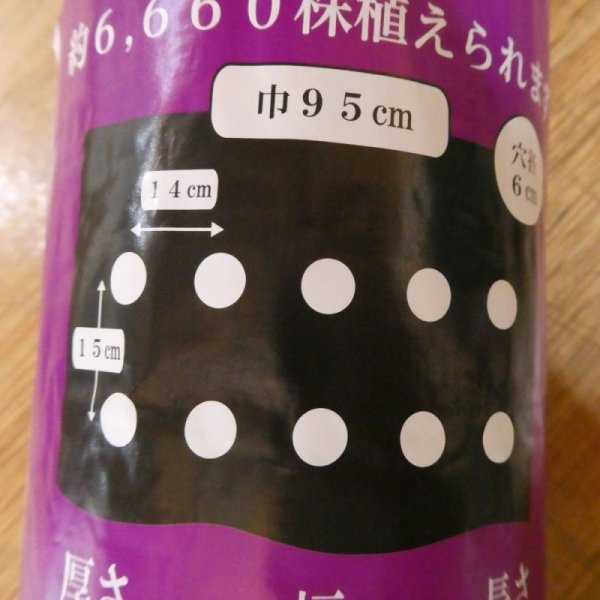 約6,660株植えられま
巾95cm
穴径
6cm
14cm
15cm
厚さ
長さ